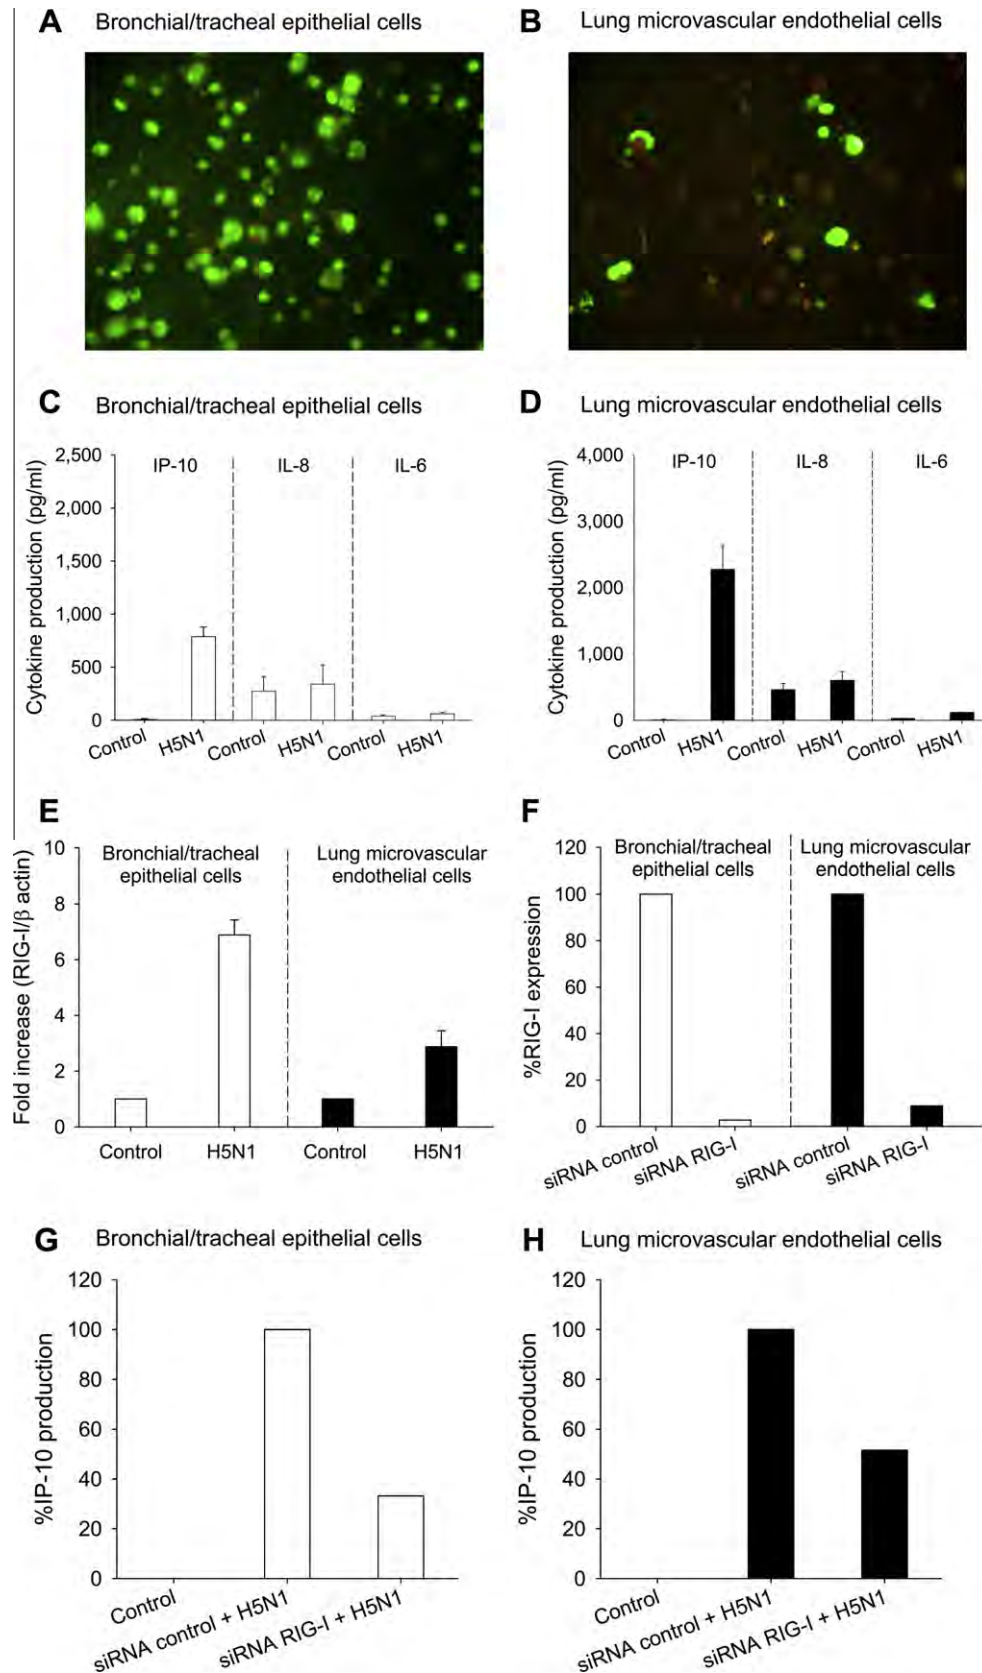 A Bronchial/tracheal epithelial cells
B Lung microvascular endothelial cells
C Bronchial/tracheal epithelial cells
Cytokine production (pg/ml)
2,500
2,000
1,500
1,000
500
0
IP-10
IL-8
IL-6
Control
H5N1
Control
H5N1
Control
H5N1
D Lung microvascular endothelial cells
Cytokine production (pg/ml)
4,000
3,000
2,000
1,000
0
IP-10
IL-8
IL-6
Control
H5N1
Control
H5N1
Control
H5N1
E
Fold increase (RIG-I/β actin)
10
8
6
4
2
0
Bronchial/tracheal
epithelial cells
Lung microvascular
endothelial cells
Control
H5N1
Control
H5N1
F
%RIG-I expression
120
100
80
60
40
20
0
Bronchial/tracheal
epithelial cells
Lung microvascular
endothelial cells
siRNA control
siRNA RIG-I
siRNA control
siRNA RIG-I
G Bronchial/tracheal epithelial cells
%IP-10 production
120
100
80
60
40
20
0
Control
siRNA control + H5N1
siRNA RIG-I + H5N1
H Lung microvascular endothelial cells
%IP-10 production
120
100
80
60
40
20
0
Control
siRNA control + H5N1
siRNA RIG-I + H5N1